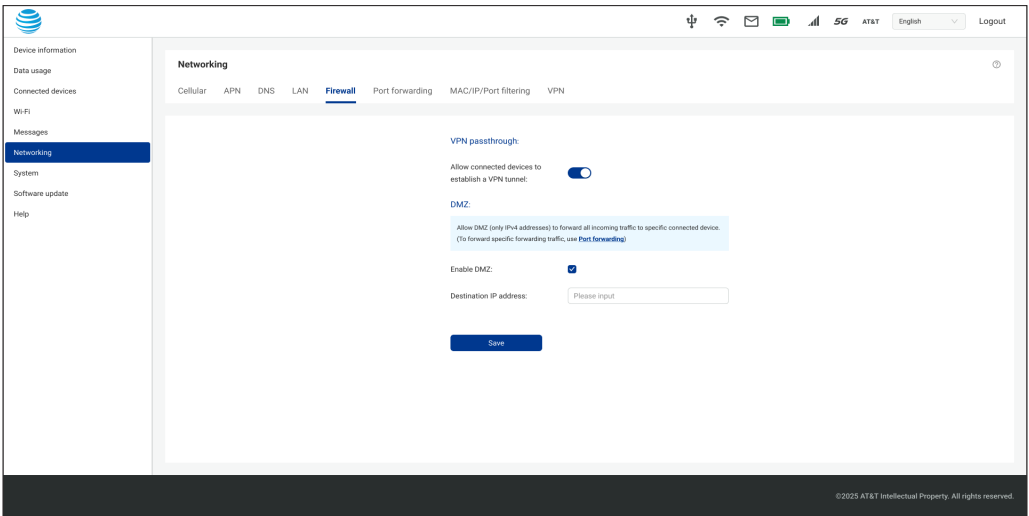 5G AT&T English Logout
Device information
Data usage
Connected devices
Wi-Fi
Messages
Networking
System
Software update
Help
Networking
Cellular APN DNS LAN Firewall Port forwarding MAC/IP/Port filtering VPN
VPN passthrough:
Allow connected devices to
establish a VPN tunnel:
DMZ:
Allow DMZ (only IPv4 addresses) to forward all incoming traffic to specific connected device.
(To forward specific forwarding traffic, use Port forwarding)
Enable DMZ:
Destination IP address: Please input
Save
©2025 AT&T Intellectual Property. All rights reserved.